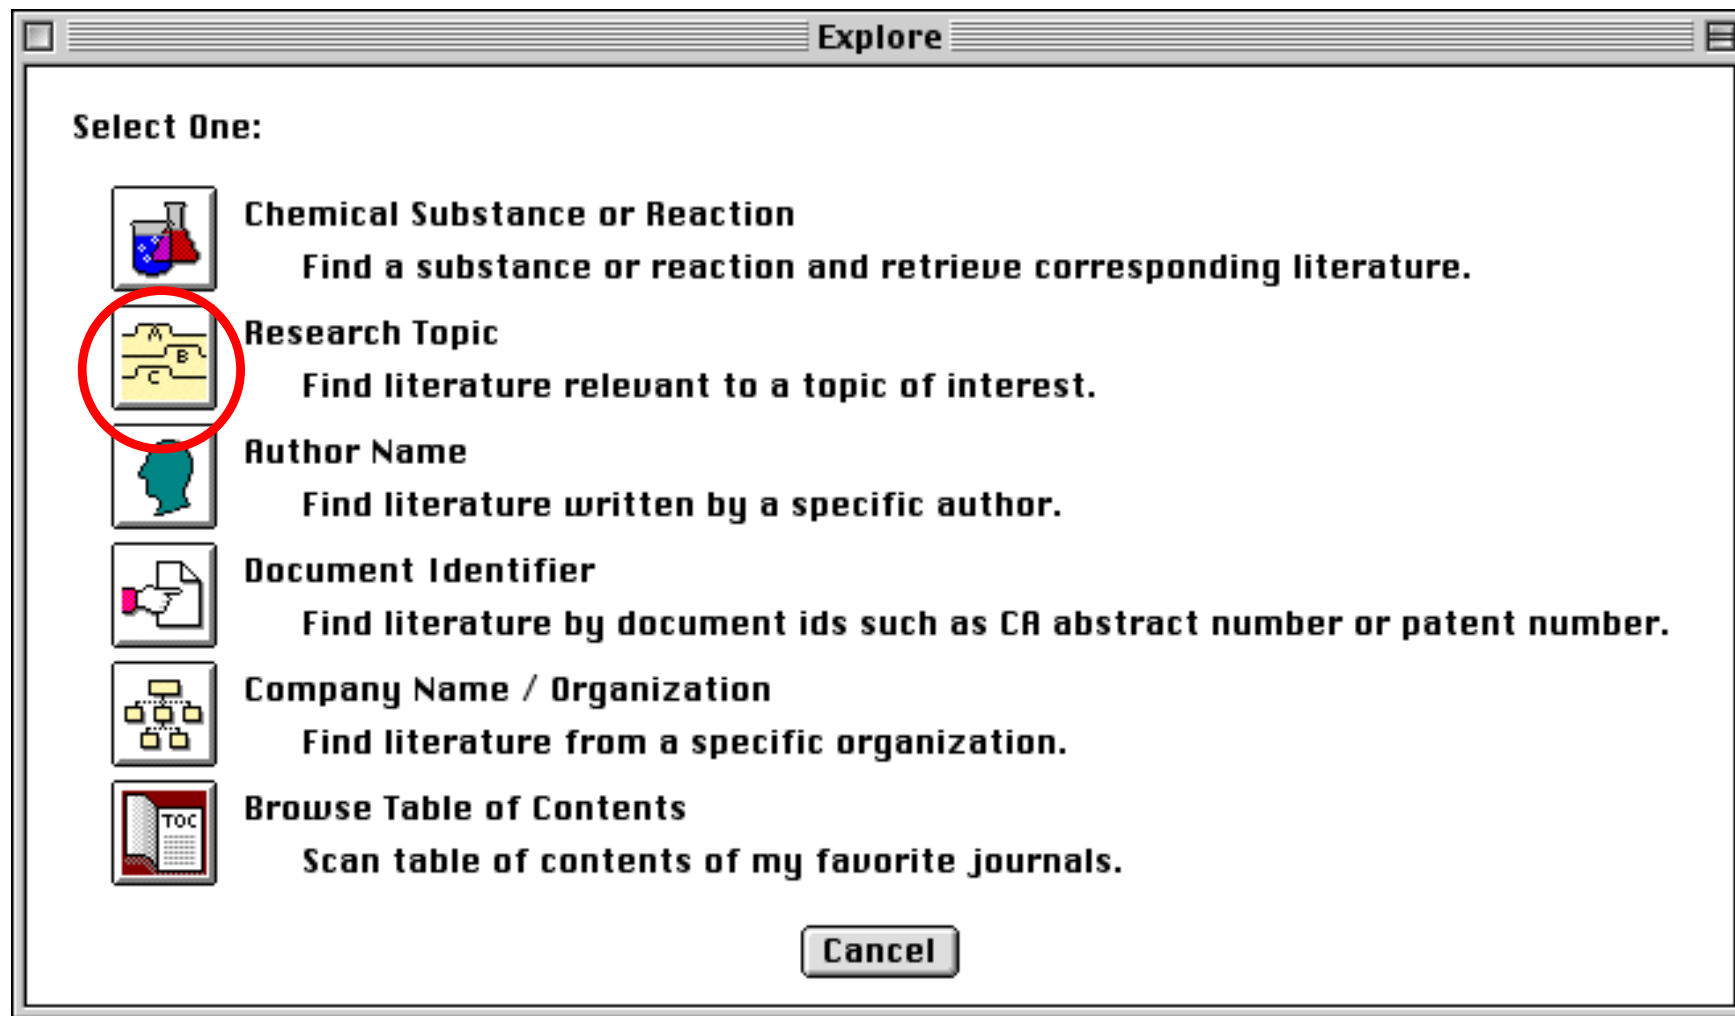 Explore
Select One:
Chemical Substance or Reaction
Find a substance or reaction and retrieve corresponding literature.
A
B
C
Research Topic
Find literature relevant to a topic of interest.
Author Name
Find literature written by a specific author.
Document Identifier
Find literature by document ids such as CA abstract number or patent number.
Company Name / Organization
Find literature from a specific organization.
TOC
Browse Table of Contents
Scan table of contents of my favorite journals.
Cancel